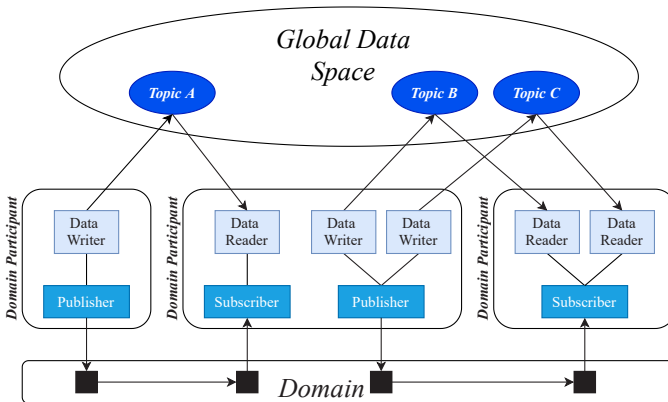 Global Data
Space
Topic A
Topic B
Topic C
Domain Participant
Data
Writer
Publisher
Domain Participant
Data
Reader
Subscriber
Data
Writer
Data
Writer
Publisher
Domain Participant
Data
Reader
Data
Reader
Subscriber
Domain